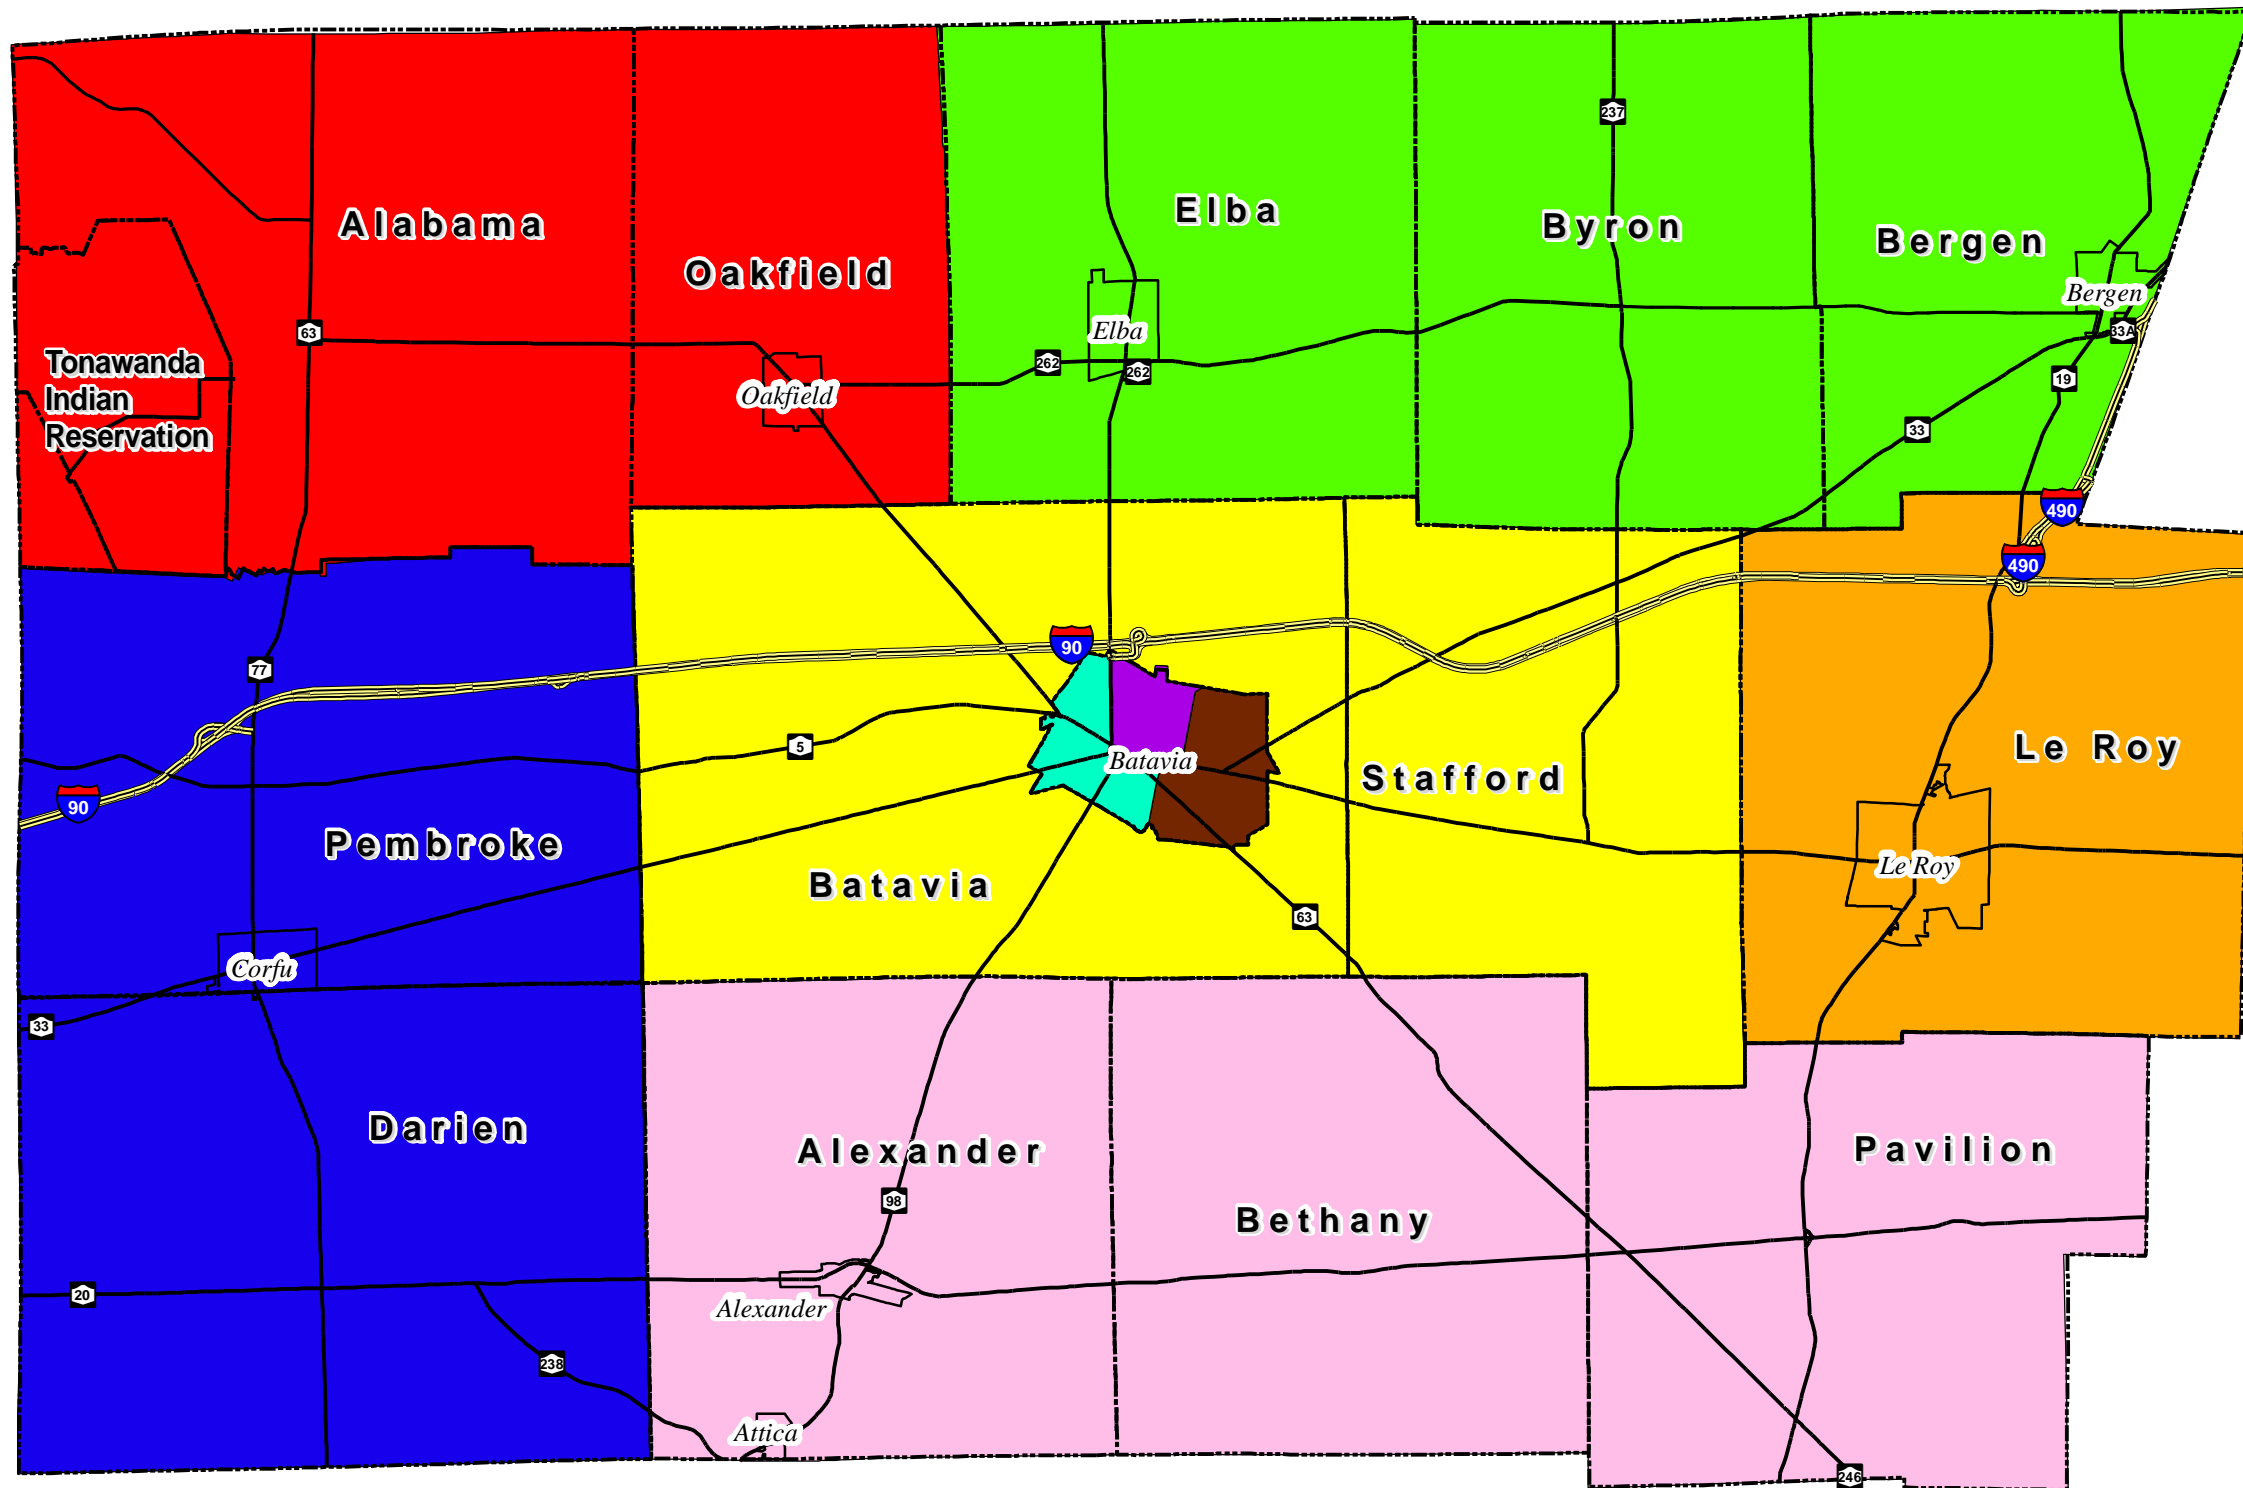 237
Elba
Alabama
Byron
Bergen
Oakfield
Bergen
63
Elba
33A
Tonawanda
Indian
Reservation
262
262
19
Oakfield
33
490
490
90
77
5
Batavia
Le Roy
Stafford
90
Pembroke
Le Roy
Batavia
63
Corfu
33
Darien
Alexander
Pavilion
98
Bethany
20
Alexander
238
Attica
246